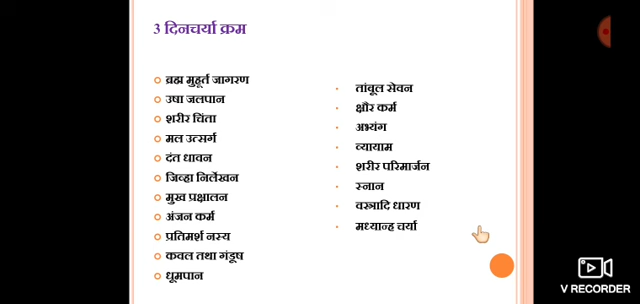 3 दिनचर्या क्रम
ब्रह्म मुहूर्त जागरण
उषा जलपान
शरीर चिंता
मल उत्सर्ग
दंत धावन
जिव्हा निर्लेखन
मुख प्रक्षालन
अंजन कर्म
प्रतिमर्श नस्य
कवल तथा गंडूष
धूमपान
तांबूल सेवन
क्षौर कर्म
अभ्यंग
व्यायाम
शरीर परिमार्जन
स्नान
वस्त्रादि धारण
मध्यान्ह चर्या
V RECORDER